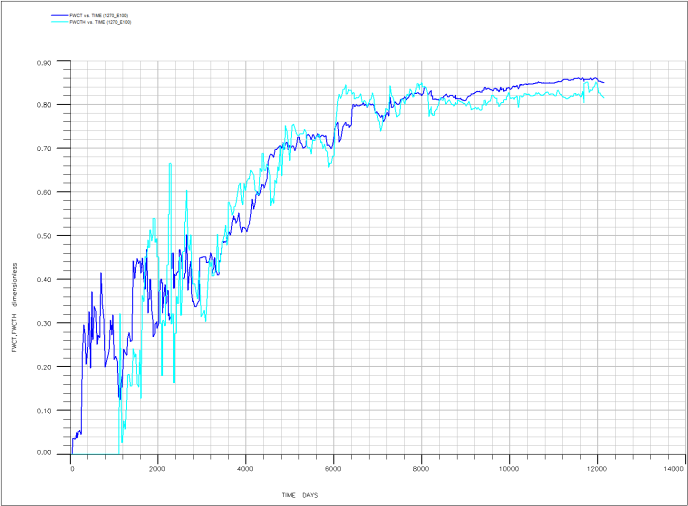 FWCT vs. TIME (1270_E100)
FWCTH vs. TIME (1270_E100)
0.90
0.80
0.70
0.60
0.50
0.40
0.30
0.20
0.10
0.00
FWCT,FWCTH dimensionless
0 2000 4000 6000 8000 10000 12000 14000
TIME DAYS